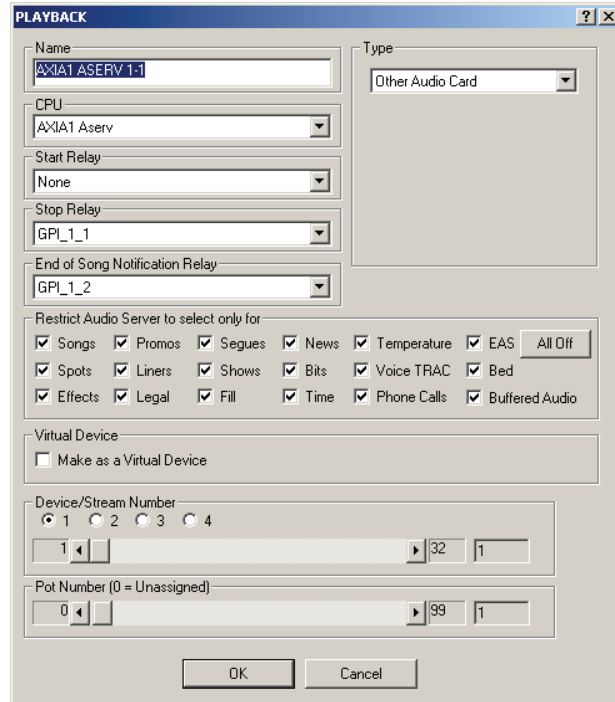 PLAYBACK
Name
AXIA1 ASERV 1-1
Type
Other Audio Card
CPU
AXIA1 Aserv
Start Relay
None
Stop Relay
GPI_1_1
End of Song Notification Relay
GPI_1_2
Restrict Audio Server to select only for
Songs Promos Segues News Temperature EAS All Off
Spots Liners Shows Bits Voice TRAC Bed
Effects Legal Fill Time Phone Calls Buffered Audio
Virtual Device
Make as a Virtual Device
Device/Stream Number
1 2 3 4
1 32 1
Pot Number (0 = Unassigned)
0 99 1
OK Cancel